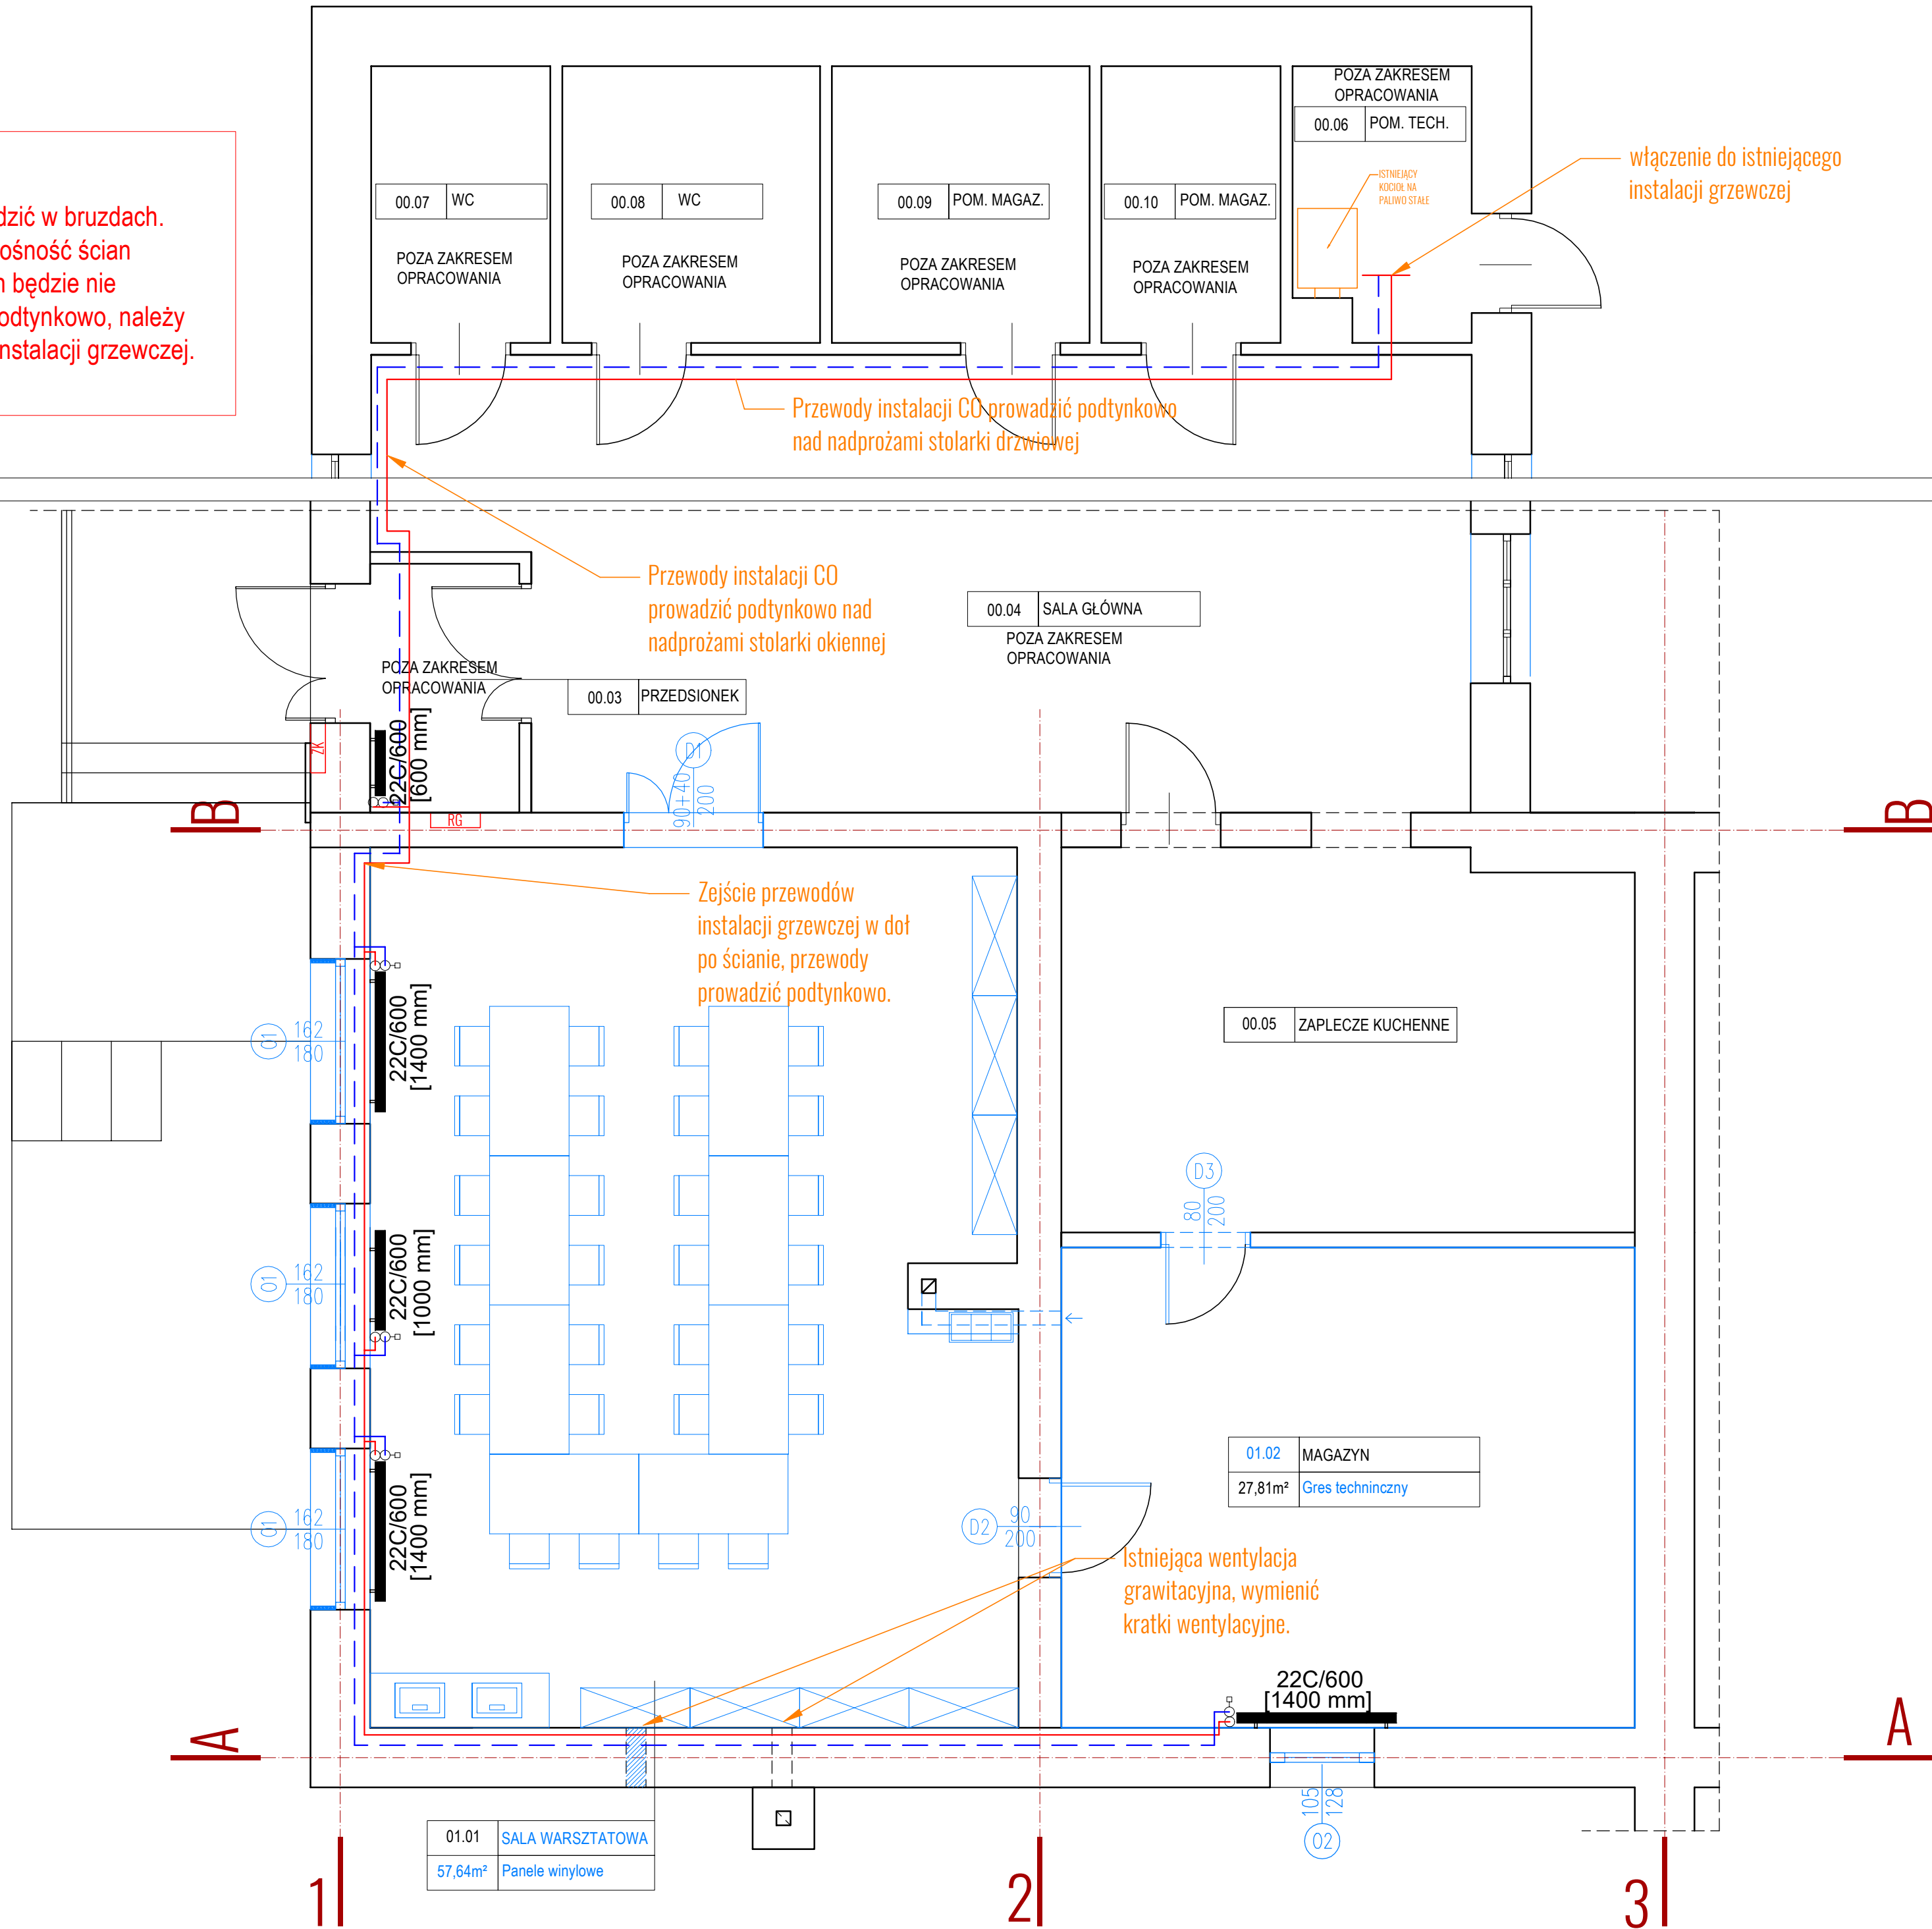 POZA ZAKRESEM
OPRACOWANIA
00.06 POM. TECH.
włączenie do istniejącego
instalacji grzewczej
ISTNIEJĄCY
KOCIOŁ NA
PALIWO STAŁE
00.07 WC
POZA ZAKRESEM
OPRACOWANIA
00.08 WC
POZA ZAKRESEM
OPRACOWANIA
00.09 POM. MAGAZ.
POZA ZAKRESEM
OPRACOWANIA
00.10 POM. MAGAZ.
POZA ZAKRESEM
OPRACOWANIA
dzić w bruzdach.
ośność ścian
będzie nie
odtynkowo, należy
nstalacji grzewczej.
Przewody instalacji CO prowadzić podtynkowo
nad nadprożami stolarki drzwiowej
Przewody instalacji CO
prowadzić podtynkowo nad
nadprożami stolarki okiennej
00.04 SALA GŁÓWNA
POZA ZAKRESEM
OPRACOWANIA
POZA ZAKRESEM
OPRACOWANIA
00.03 PRZEDSIONEK
ZK
22C/600
[600 mm]
RG
D1
90+40
200
B
B
Zejście przewodów
instalacji grzewczej w doł
po ścianie, przewody
prowadzić podtynkowo.
O1
162
180
22C/600
[1400 mm]
00.05 ZAPLECZE KUCHENNE
D3
80
200
O1
162
180
22C/600
[1000 mm]
O1
162
180
22C/600
[1400 mm]
01.02 MAGAZYN
27,81m² Gres techninczny
D2
90
200
Istniejąca wentylacja
grawitacyjna, wymienić
kratki wentylacyjne.
22C/600
[1400 mm]
A
A
105
128
O2
01.01 SALA WARSZTATOWA
57,64m² Panele winylowe
1
2
3